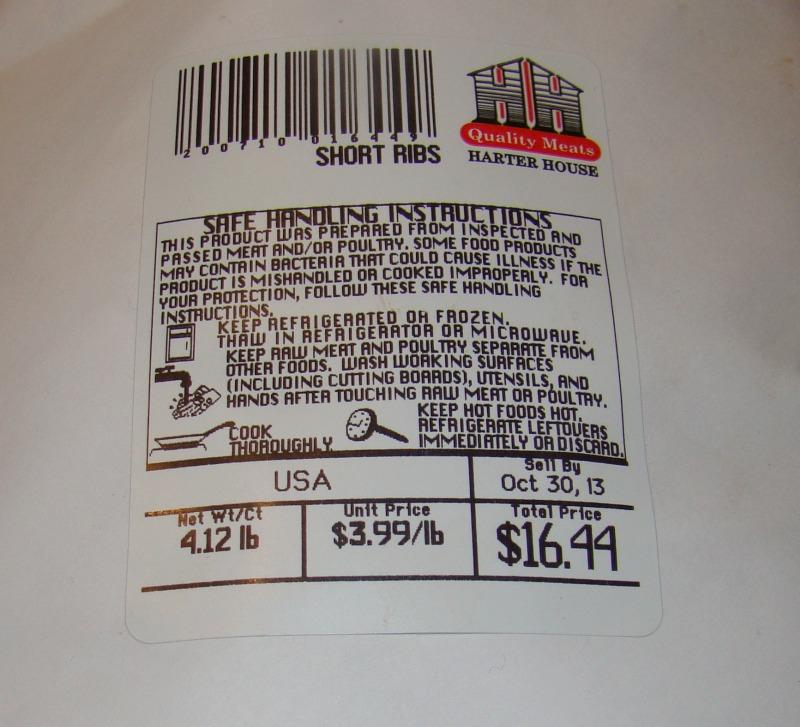 2 00710 016449
SHORT RIBS
Quality Meats
HARTER HOUSE
SAFE HANDLING INSTRUCTIONS
THIS PRODUCT WAS PREPARED FROM INSPECTED AND
PASSED MEAT AND/OR POULTRY. SOME FOOD PRODUCTS
MAY CONTAIN BACTERIA THAT COULD CAUSE ILLNESS IF THE
PRODUCT IS MISHANDLED OR COOKED IMPROPERLY. FOR
YOUR PROTECTION, FOLLOW THESE SAFE HANDLING
INSTRUCTIONS.
KEEP REFRIGERATED OR FROZEN.
THAW IN REFRIGERATOR OR MICROWAVE.
KEEP RAW MEAT AND POULTRY SEPARATE FROM
OTHER FOODS. WASH WORKING SURFACES
(INCLUDING CUTTING BOARDS), UTENSILS, AND
HANDS AFTER TOUCHING RAW MEAT OR POULTRY.
COOK
THOROUGHLY.
KEEP HOT FOODS HOT.
REFRIGERATE LEFTOVERS
IMMEDIATELY OR DISCARD.
USA
Sell By
Oct 30, 13
Net Wt/Ct
4.12 lb
Unit Price
$3.99/lb
Total Price
$16.44